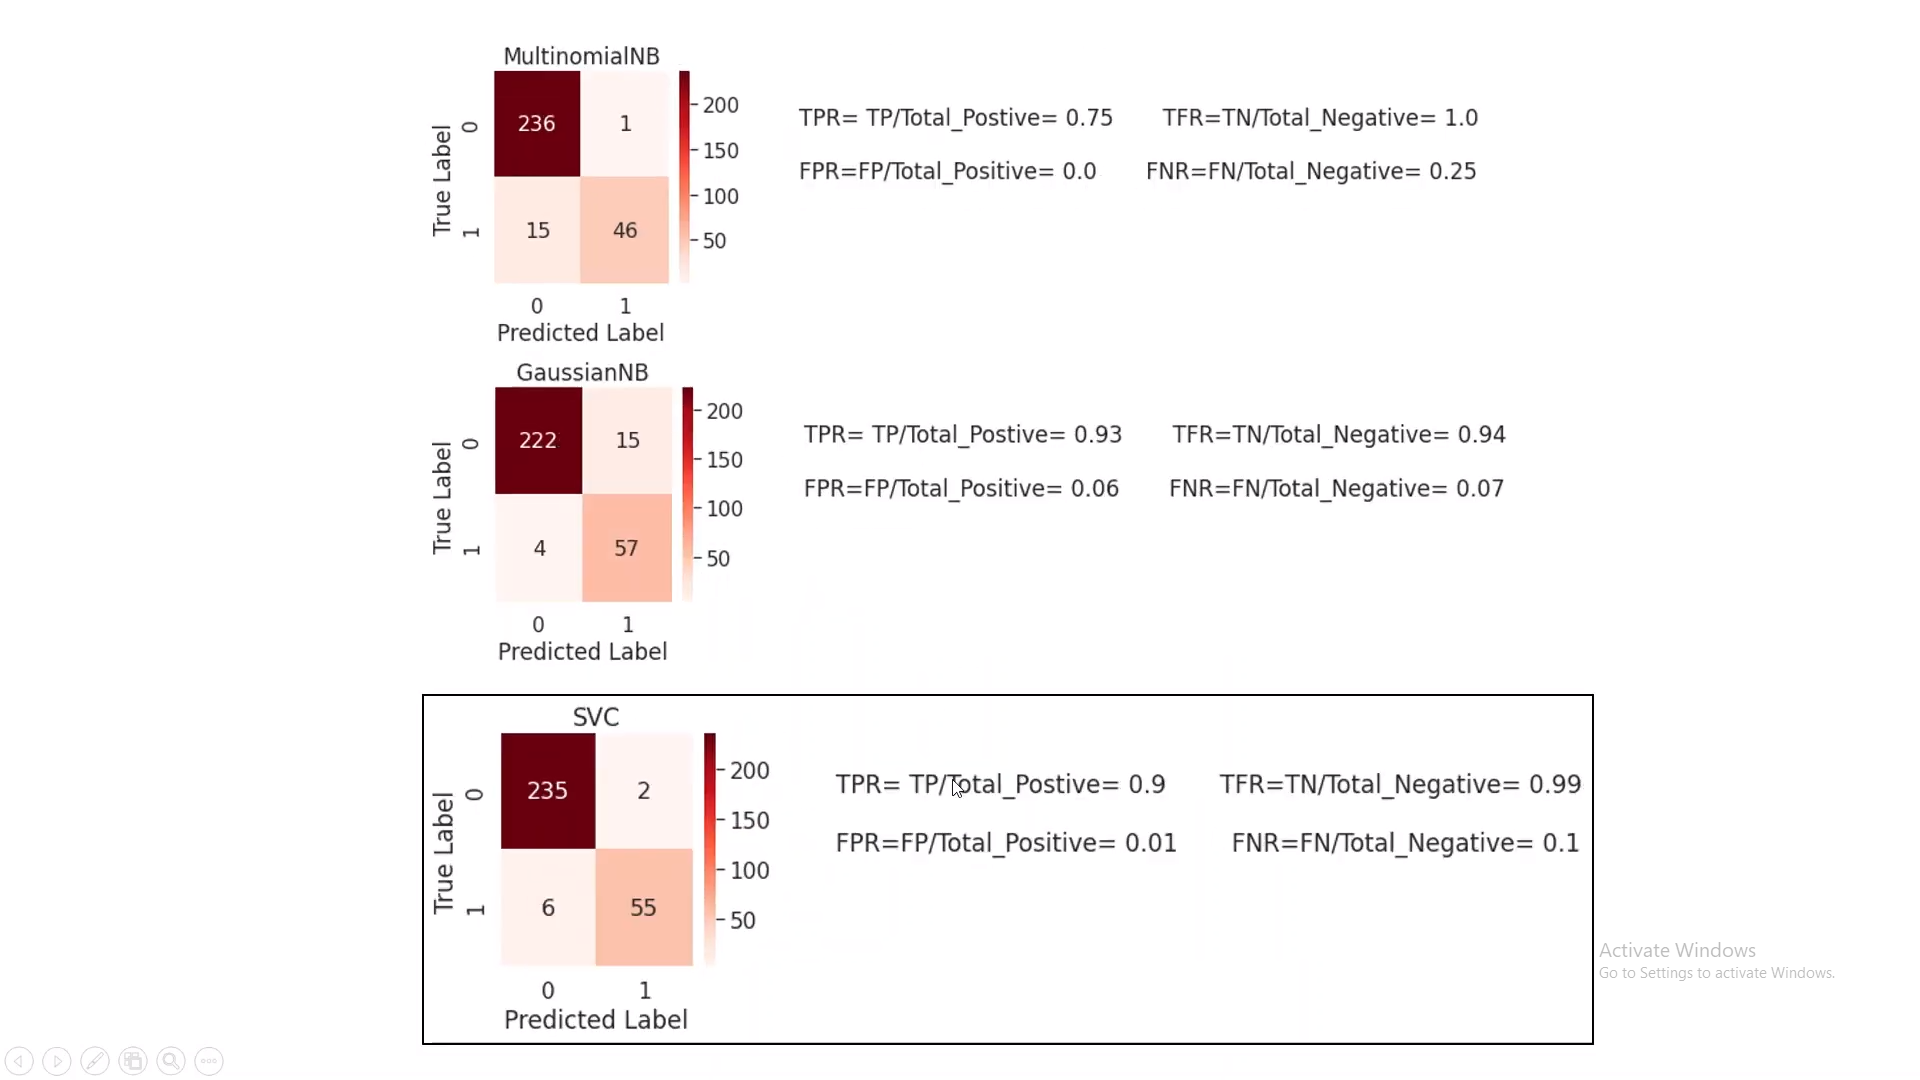 MultinomialNB
236 1
15 46
True Label
0
1
0 1
Predicted Label
200
150
100
50
TPR= TP/Total_Postive= 0.75 TFR=TN/Total_Negative= 1.0
FPR=FP/Total_Positive= 0.0 FNR=FN/Total_Negative= 0.25
GaussianNB
222 15
4 57
True Label
0
1
0 1
Predicted Label
200
150
100
50
TPR= TP/Total_Postive= 0.93 TFR=TN/Total_Negative= 0.94
FPR=FP/Total_Positive= 0.06 FNR=FN/Total_Negative= 0.07
SVC
235 2
6 55
True Label
0
1
0 1
Predicted Label
200
150
100
50
TPR= TP/Total_Postive= 0.9 TFR=TN/Total_Negative= 0.99
FPR=FP/Total_Positive= 0.01 FNR=FN/Total_Negative= 0.1
Activate Windows
Go to Settings to activate Windows.